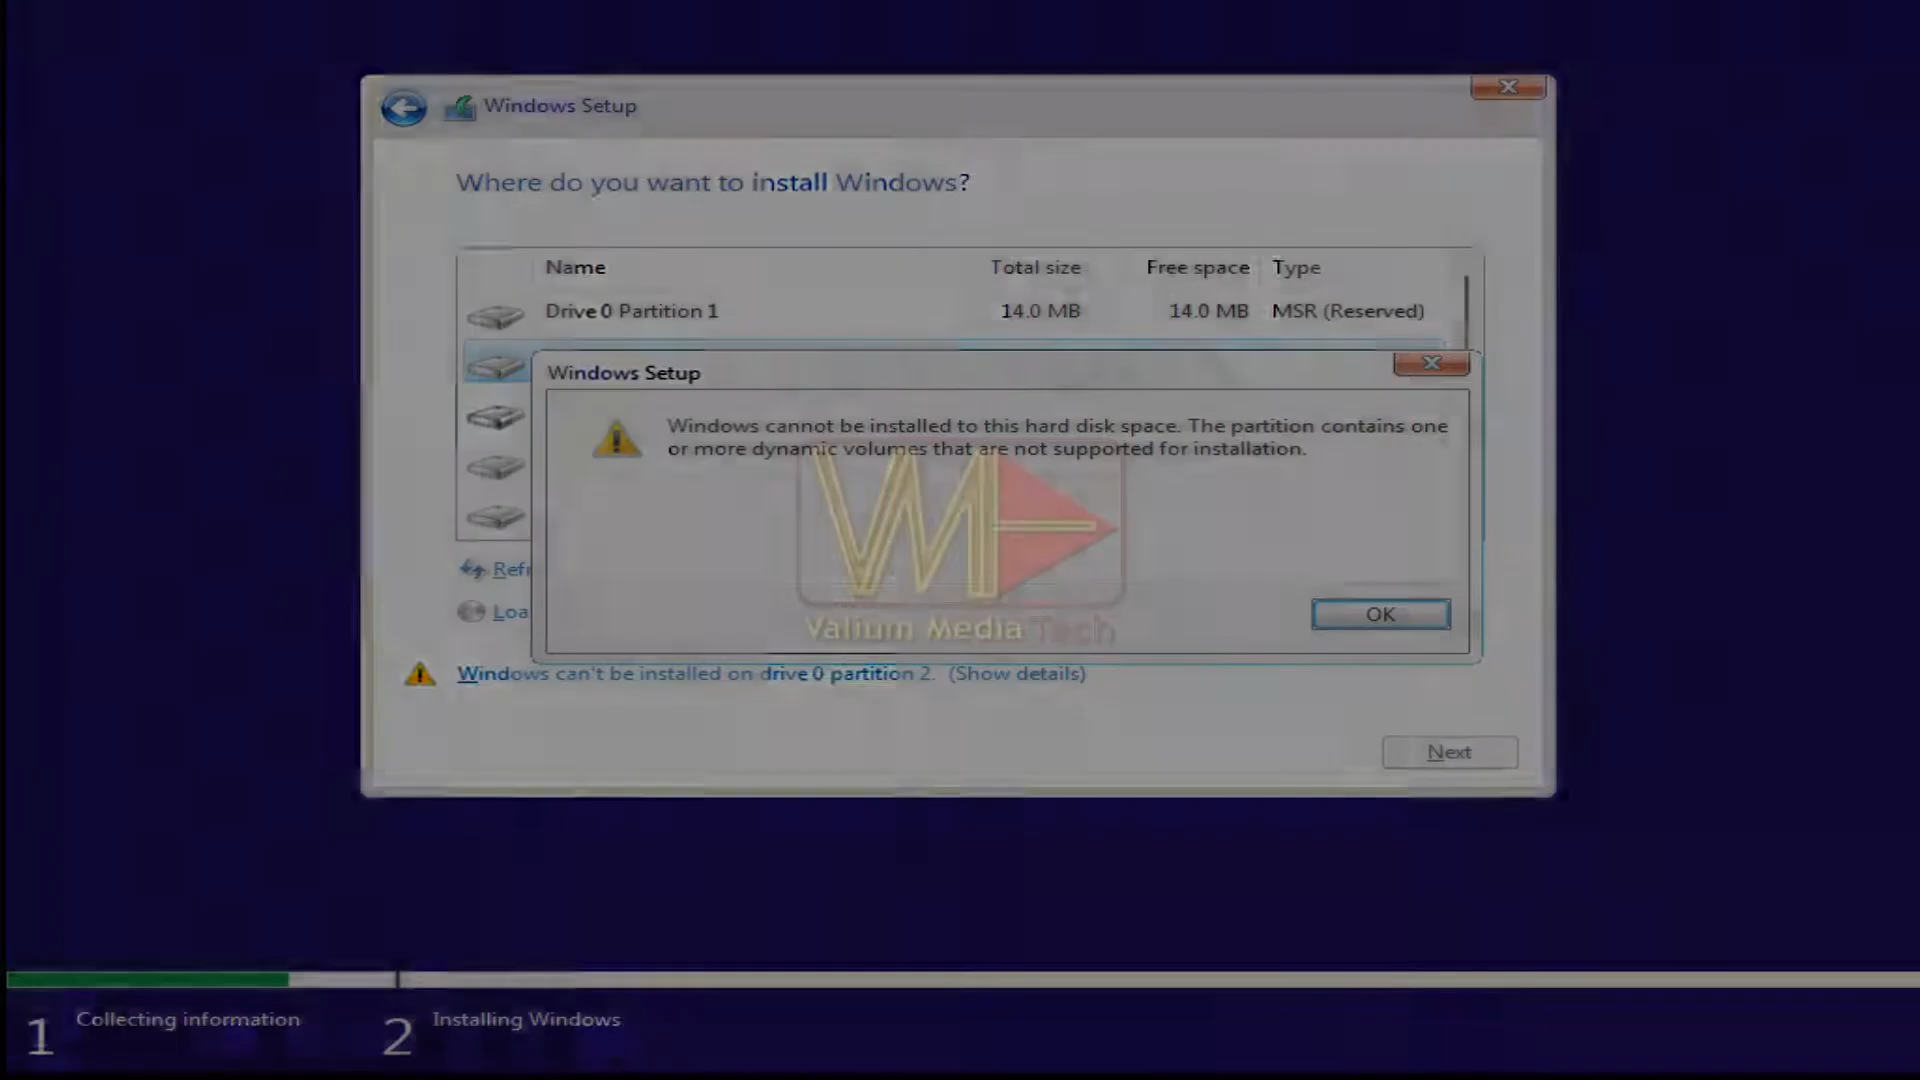 Windows Setup
Where do you want to install Windows?
Name Total size Free space Type
Drive 0 Partition 1 14.0 MB 14.0 MB MSR (Reserved)
Windows Setup
Windows cannot be installed to this hard disk space. The partition contains one
or more dynamic volumes that are not supported for installation.
VM
Valium Media Tech
OK
Refr
Loa
Windows can't be installed on drive 0 partition 2. (Show details)
Next
1 Collecting information 2 Installing Windows